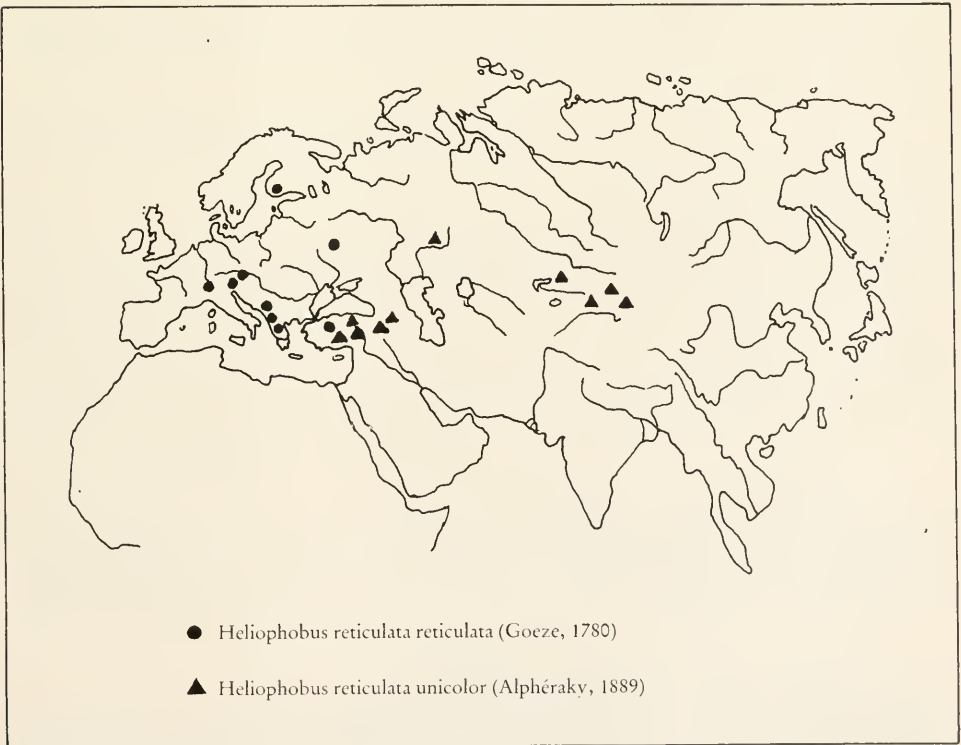 Heliophobus reticulata reticulata (Goeze, 1780)
Heliophobus reticulata unicolor (Alphéraky, 1889)